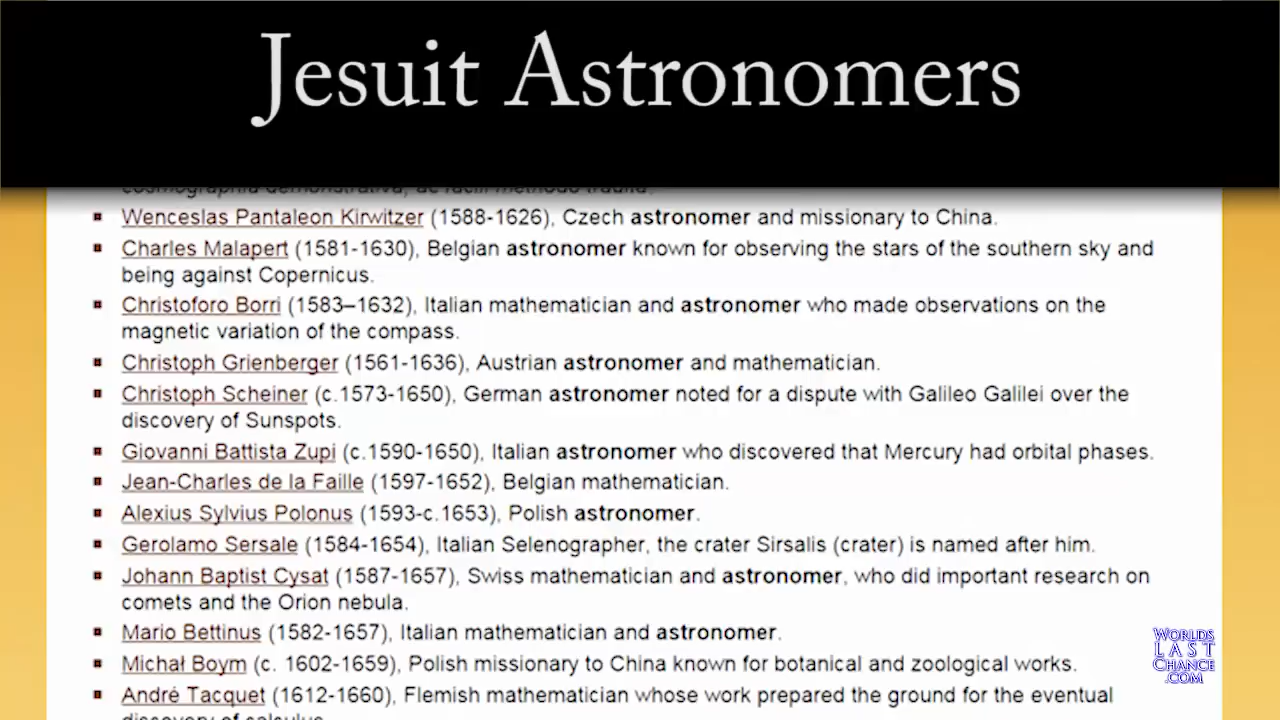 Jesuit Astronomers
cosmographia demonstrativa, ac facili methodo tradita.
Wenceslas Pantaleon Kirwitzer (1588-1626), Czech astronomer and missionary to China.
Charles Malapert (1581-1630), Belgian astronomer known for observing the stars of the southern sky and
being against Copernicus.
Christoforo Borri (1583–1632), Italian mathematician and astronomer who made observations on the
magnetic variation of the compass.
Christoph Grienberger (1561-1636), Austrian astronomer and mathematician.
Christoph Scheiner (c.1573-1650), German astronomer noted for a dispute with Galileo Galilei over the
discovery of Sunspots.
Giovanni Battista Zupi (c.1590-1650), Italian astronomer who discovered that Mercury had orbital phases.
Jean-Charles de la Faille (1597-1652), Belgian mathematician.
Alexius Sylvius Polonus (1593-c.1653), Polish astronomer.
Gerolamo Sersale (1584-1654), Italian Selenographer, the crater Sirsalis (crater) is named after him.
Johann Baptist Cysat (1587-1657), Swiss mathematician and astronomer, who did important research on
comets and the Orion nebula.
Mario Bettinus (1582-1657), Italian mathematician and astronomer.
Michał Boym (c. 1602-1659), Polish missionary to China known for botanical and zoological works.
André Tacquet (1612-1660), Flemish mathematician whose work prepared the ground for the eventual
discovery of calculus.
WORLDS
LAST
CHANCE
.COM